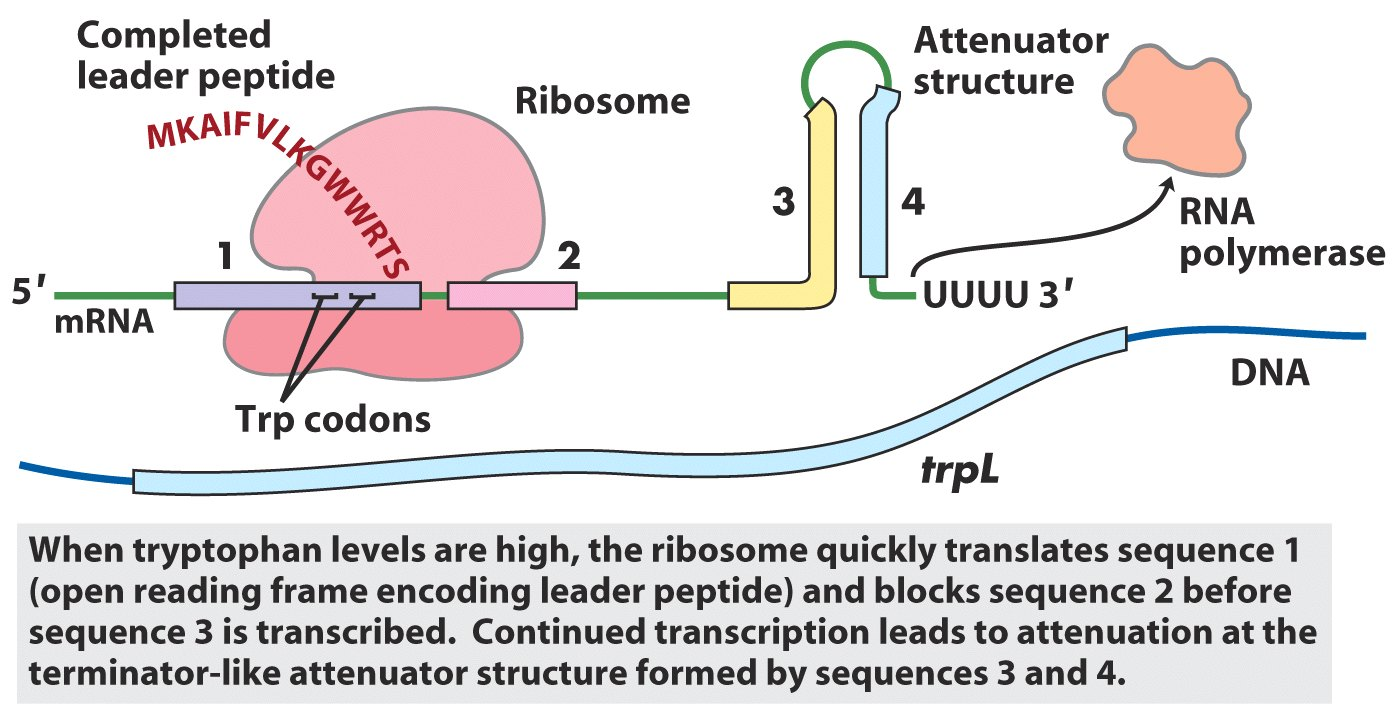 Completed
leader peptide
MKAIFVLKGWWRTS
Ribosome
Attenuator
structure
1
2
3
4
RNA
polymerase
5′
mRNA
UUUU 3′
Trp codons
DNA
trpL
When tryptophan levels are high, the ribosome quickly translates sequence 1
(open reading frame encoding leader peptide) and blocks sequence 2 before
sequence 3 is transcribed.  Continued transcription leads to attenuation at the
terminator-like attenuator structure formed by sequences 3 and 4.